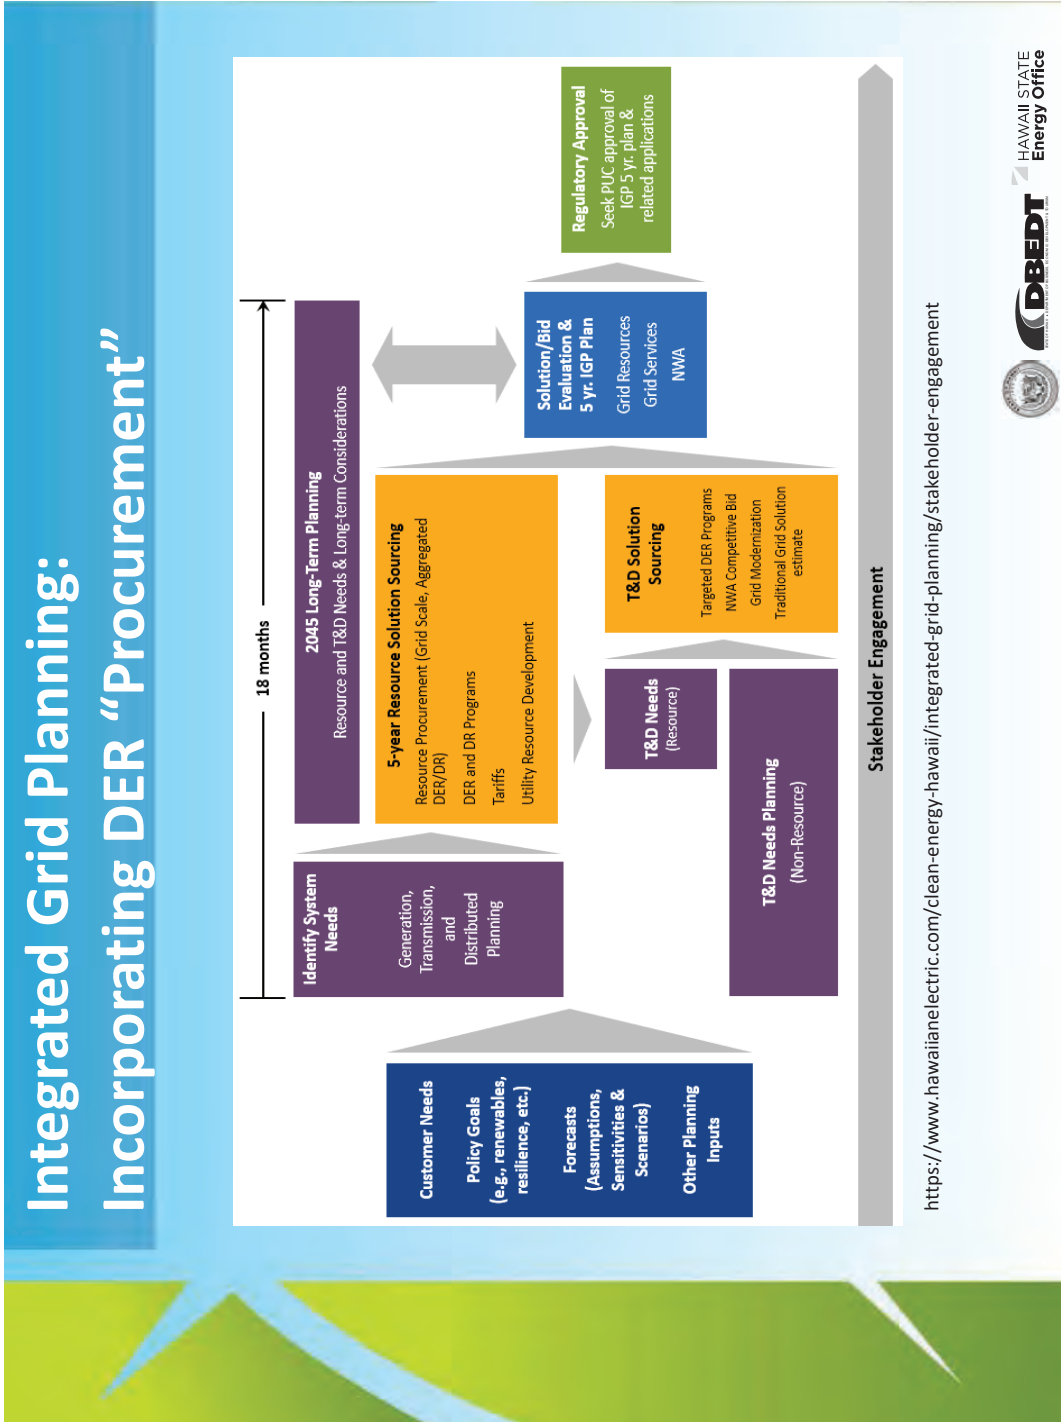 Integrated Grid Planning:
Incorporating DER “Procurement”
18 months
Customer Needs
Policy Goals
(e.g., renewables,
resilience, etc.)
Forecasts
(Assumptions,
Sensitivities &
Scenarios)
Other Planning
Inputs
Identify System
Needs
Generation,
Transmission,
and
Distributed
Planning
2045 Long-Term Planning
Resource and T&D Needs & Long-term Considerations
5-year Resource Solution Sourcing
Resource Procurement (Grid Scale, Aggregated
DER/DR)
DER and DR Programs
Tariffs
Utility Resource Development
T&D Needs
(Resource)
T&D Needs Planning
(Non-Resource)
T&D Solution
Sourcing
Targeted DER Programs
NWA Competitive Bid
Grid Modernization
Traditional Grid Solution
estimate
Solution/Bid
Evaluation &
5 yr. IGP Plan
Grid Resources
Grid Services
NWA
Regulatory Approval
Seek PUC approval of
IGP 5 yr. plan &
related applications
Stakeholder Engagement
https://www.hawaiianelectric.com/clean-energy-hawaii/integrated-grid-planning/stakeholder-engagement
DBEDT
HAWAII STATE
Energy Office